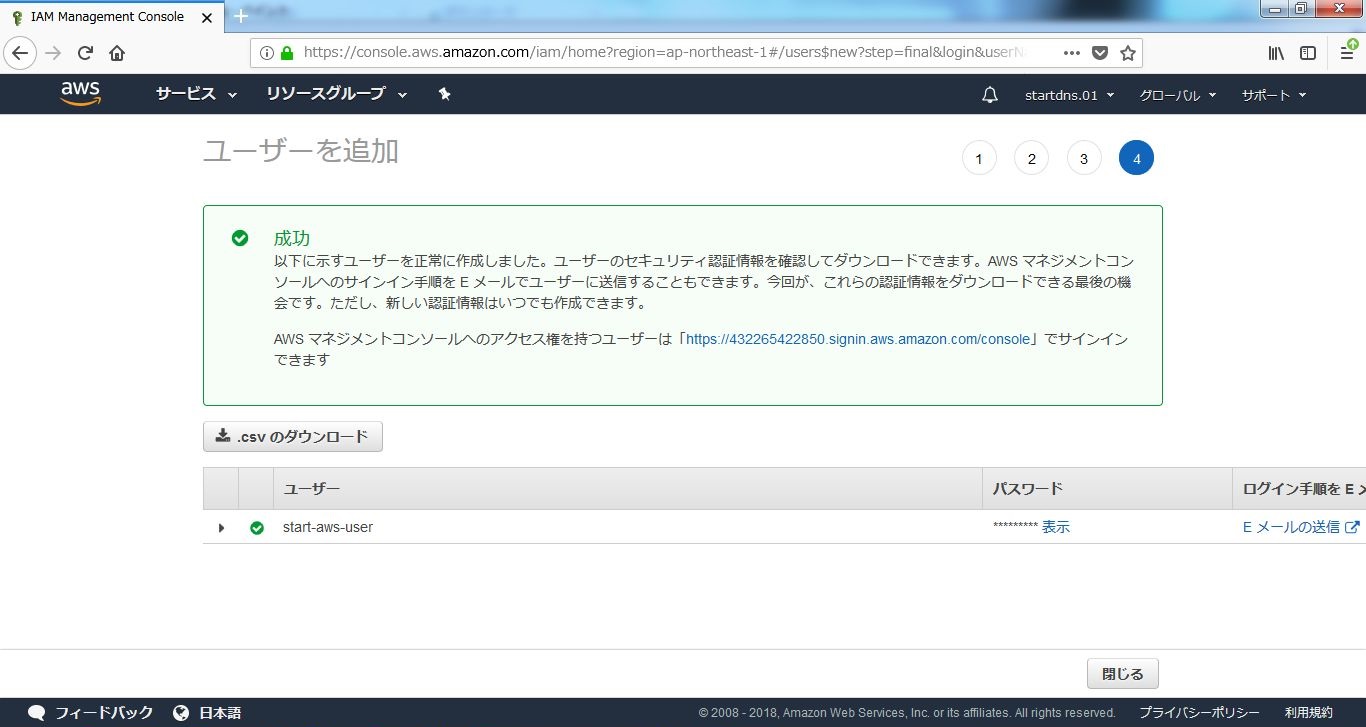 IAM Management Console
https://console.aws.amazon.com/iam/home?region=ap-northeast-1#/users$new?step=final&login&userN
aws サービス リソースグループ startdns.01 グローバル サポート
ユーザーを追加
1 2 3 4
成功
以下に示すユーザーを正常に作成しました。ユーザーのセキュリティ認証情報を確認してダウンロードできます。AWS マネジメントコン
ソールへのサインイン手順を E メールでユーザーに送信することもできます。今回が、これらの認証情報をダウンロードできる最後の機
会です。ただし、新しい認証情報はいつでも作成できます。
AWS マネジメントコンソールへのアクセス権を持つユーザーは「https://432265422850.signin.aws.amazon.com/console」でサインイン
できます
.csv のダウンロード
ユーザー パスワード ログイン手順を E メ
start-aws-user ********* 表示 E メールの送信
閉じる
フィードバック 日本語 © 2008 - 2018, Amazon Web Services, Inc. or its affiliates. All rights reserved. プライバシーポリシー 利用規約